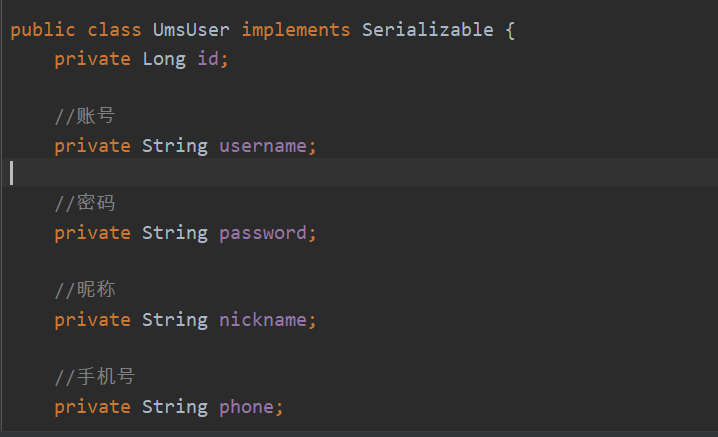 public class UmsUser implements Serializable {
private Long id;
//账号
private String username;
//密码
private String password;
//昵称
private String nickname;
//手机号
private String phone;